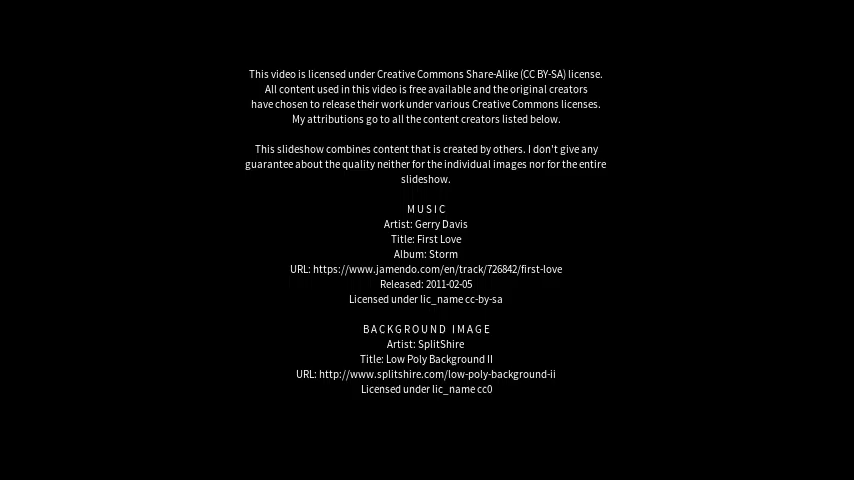 This video is licensed under Creative Commons Share-Alike (CC BY-SA) license.
All content used in this video is free available and the original creators
have chosen to release their work under various Creative Commons licenses.
My attributions go to all the content creators listed below.
This slideshow combines content that is created by others. I don't give any
guarantee about the quality neither for the individual images nor for the entire
slideshow.
MUSIC
Artist: Gerry Davis
Title: First Love
Album: Storm
URL: https://www.jamendo.com/en/track/726842/first-love
Released: 2011-02-05
Licensed under lic_name cc-by-sa
BACKGROUND IMAGE
Artist: SplitShire
Title: Low Poly Background II
URL: http://www.splitshire.com/low-poly-background-ii
Licensed under lic_name cc0